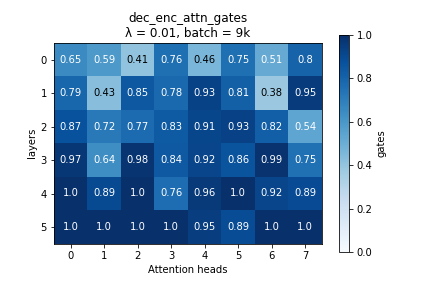 dec_enc_attn_gates
λ = 0.01, batch = 9k
0 0.65 0.59 0.41 0.76 0.46 0.75 0.51 0.8
1 0.79 0.43 0.85 0.78 0.93 0.81 0.38 0.95
2 0.87 0.72 0.77 0.83 0.91 0.93 0.82 0.54
3 0.97 0.64 0.98 0.84 0.92 0.86 0.99 0.75
4 1.0 0.89 1.0 0.76 0.96 1.0 0.92 0.89
5 1.0 1.0 1.0 1.0 0.95 0.89 1.0 1.0
0 1 2 3 4 5 6 7
Attention heads
layers
1.0
0.8
0.6
0.4
0.2
0.0
gates